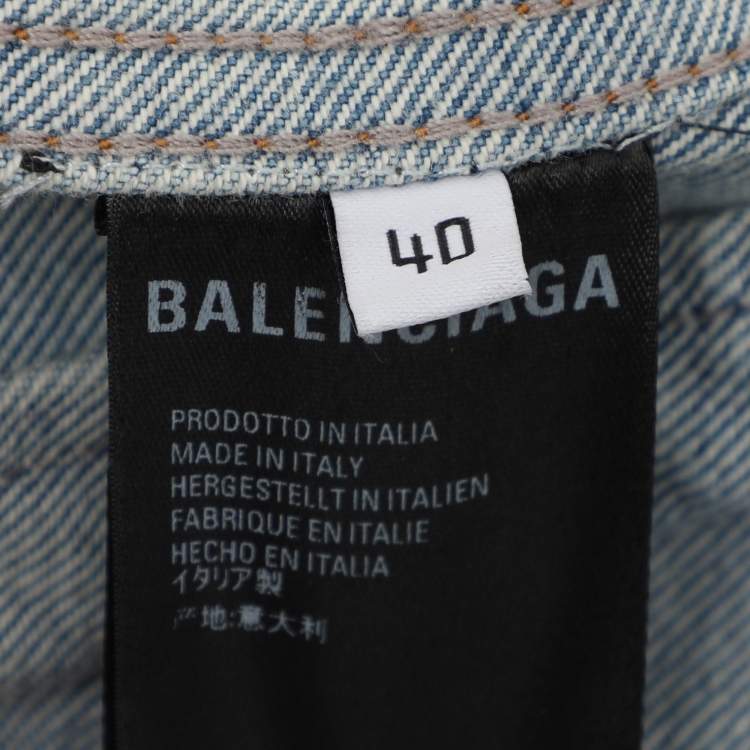 40
BALENCIAGA
PRODOTTO IN ITALIA
MADE IN ITALY
HERGESTELLT IN ITALIEN
FABRIQUE EN ITALIE
HECHO EN ITALIA
イタリア製
产地:意大利